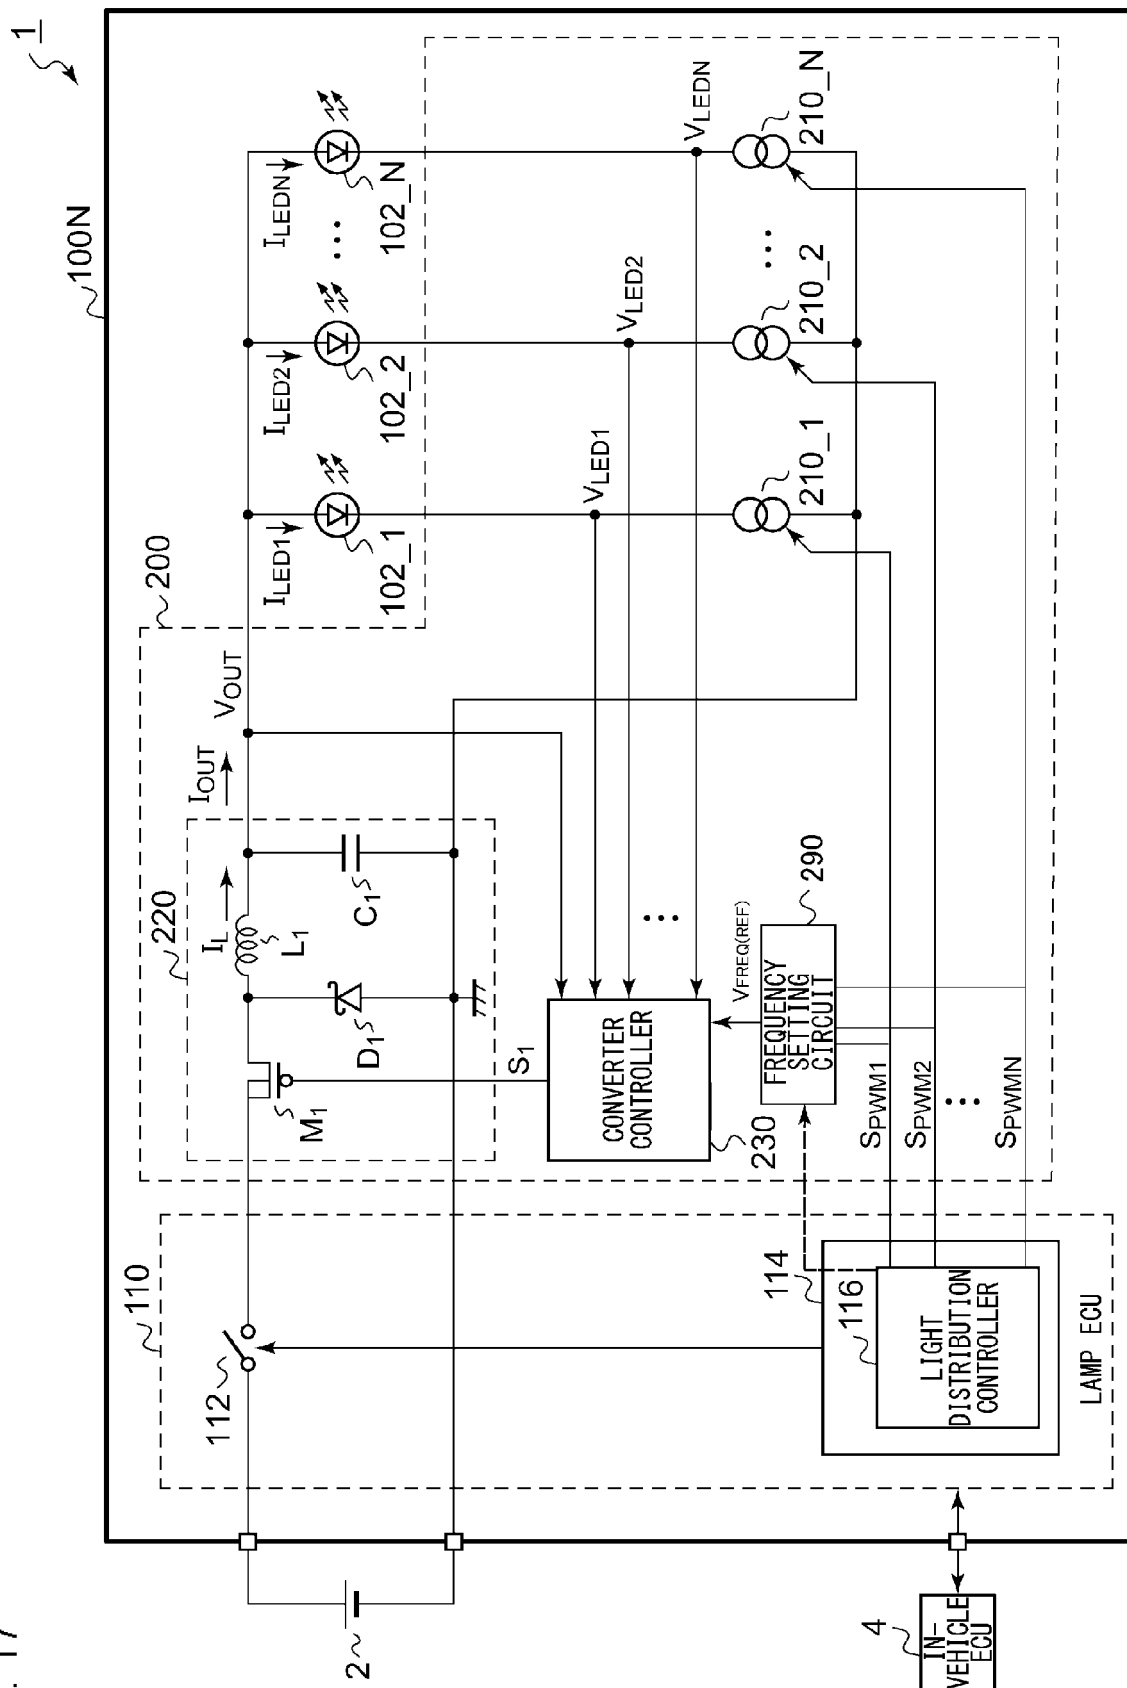 . 17
1
100N
200
220
110
112
2
4
IN-
VEHICLE
ECU
LAMP ECU
114
116
LIGHT
DISTRIBUTION
CONTROLLER
M1
D1
L1
C1
IL
IOUT
VOUT
S1
CONVERTER
CONTROLLER
230
VFREQ(REF)
FREQUENCY
SETTING
CIRCUIT
290
SPWM1
SPWM2
...
SPWMN
...
ILED1
ILED2
ILEDN
102_1
102_2
...
102_N
VLED1
VLED2
VLEDN
210_1
210_2
...
210_N